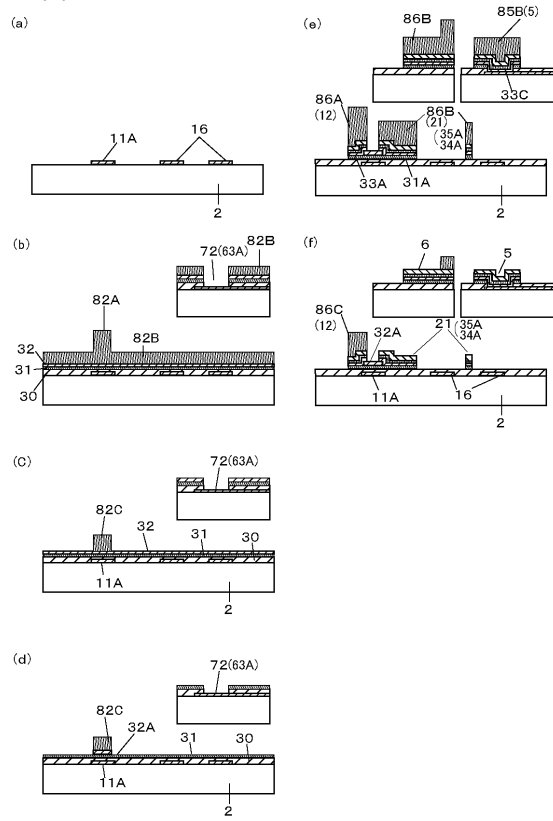 (a)
11A
16
2
(b)
72(63A)
82B
82A
82B
32
31
30
(C)
72(63A)
82C
32
31
30
11A
2
(d)
72(63A)
82C
32A
31
30
11A
2
(e)
86B
85B(5)
33C
86A
(12)
86B
(21)
35A
34A
33A
31A
2
(f)
6
5
86C
(12)
32A
21
35A
34A
11A
16
2